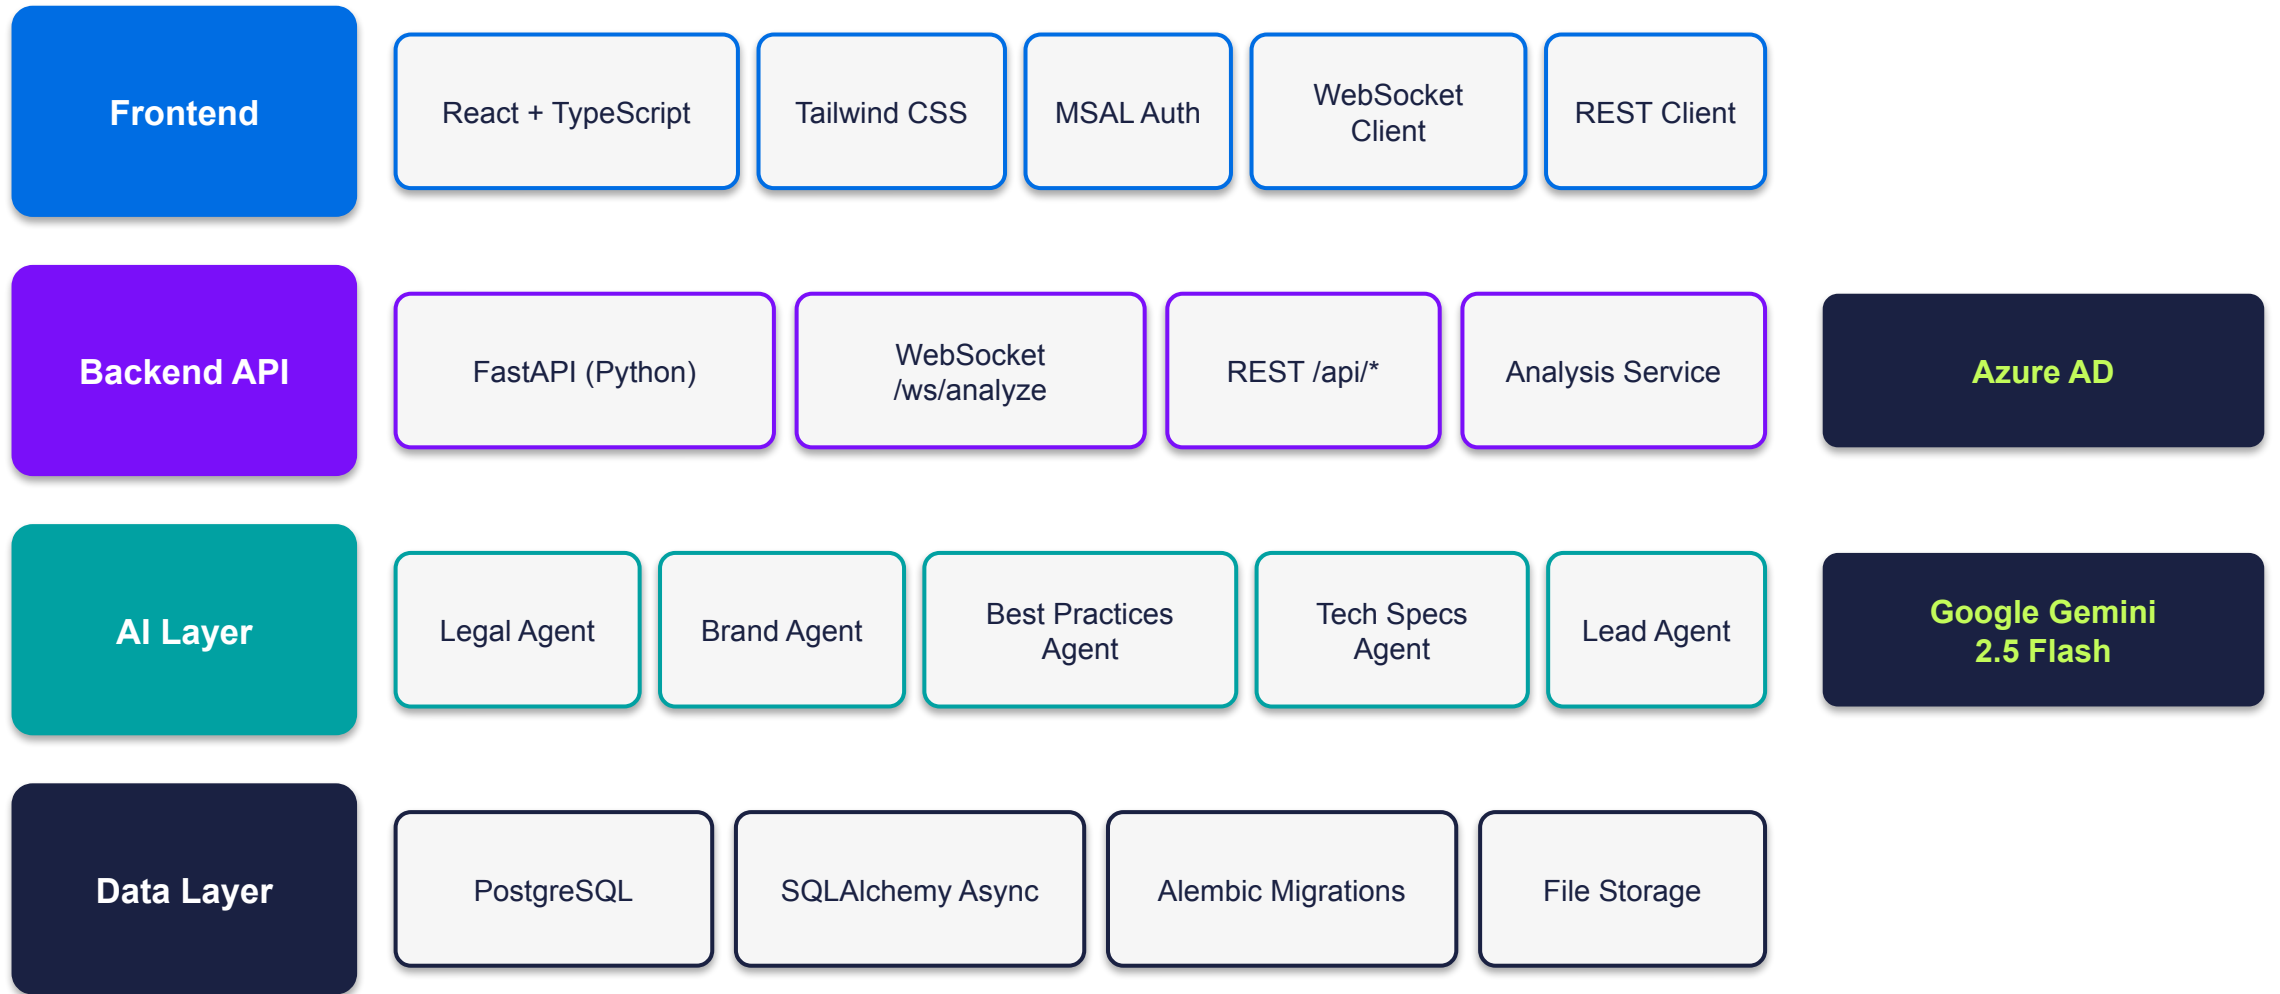 Frontend
React + TypeScript
Tailwind CSS
MSAL Auth
WebSocket
Client
REST Client
Backend API
FastAPI (Python)
WebSocket
/ws/analyze
REST /api/*
Analysis Service
Azure AD
AI Layer
Legal Agent
Brand Agent
Best Practices
Agent
Tech Specs
Agent
Lead Agent
Google Gemini
2.5 Flash
Data Layer
PostgreSQL
SQLAlchemy Async
Alembic Migrations
File Storage